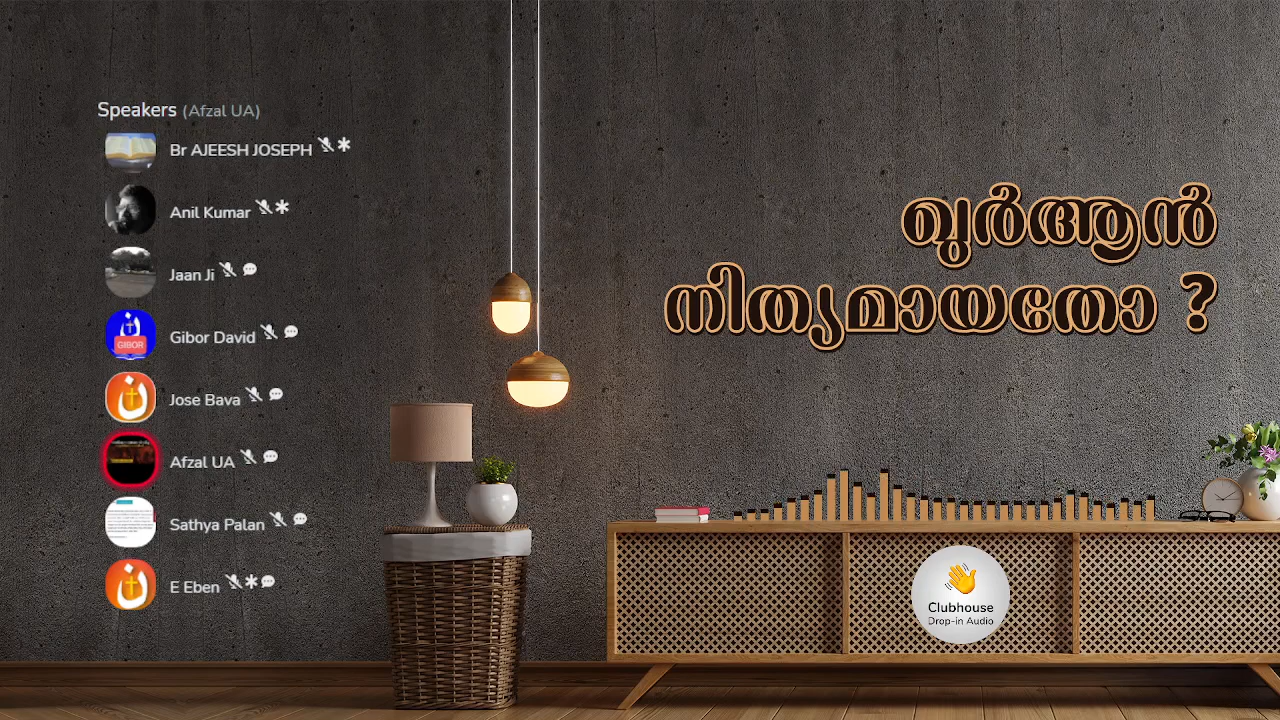 Speakers (Afzal UA)
Br AJEESH JOSEPH
Anil Kumar
Jaan Ji
Gibor David
GIBOR
Jose Bava
Afzal UA
Sathya Palan
E Eben
ഖുർആൻ
നിത്യമായതോ ?
Clubhouse
Drop-in Audio